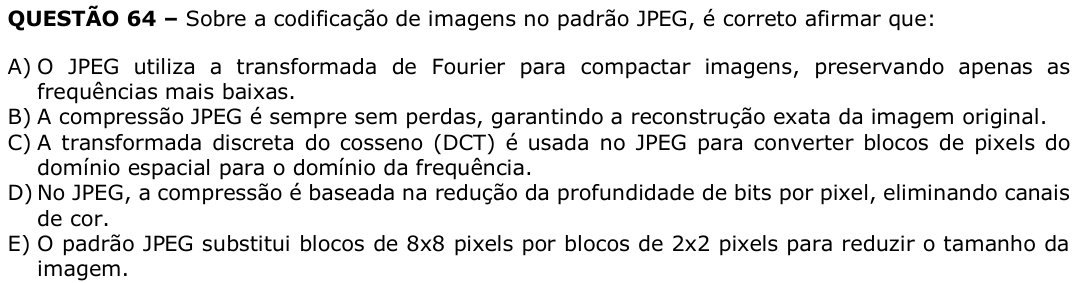 QUESTÃO 64 – Sobre a codificação de imagens no padrão JPEG, é correto afirmar que:
A) O JPEG utiliza a transformada de Fourier para compactar imagens, preservando apenas as
frequências mais baixas.
B) A compressão JPEG é sempre sem perdas, garantindo a reconstrução exata da imagem original.
C) A transformada discreta do cosseno (DCT) é usada no JPEG para converter blocos de pixels do
domínio espacial para o domínio da frequência.
D) No JPEG, a compressão é baseada na redução da profundidade de bits por pixel, eliminando canais
de cor.
E) O padrão JPEG substitui blocos de 8x8 pixels por blocos de 2x2 pixels para reduzir o tamanho da
imagem.